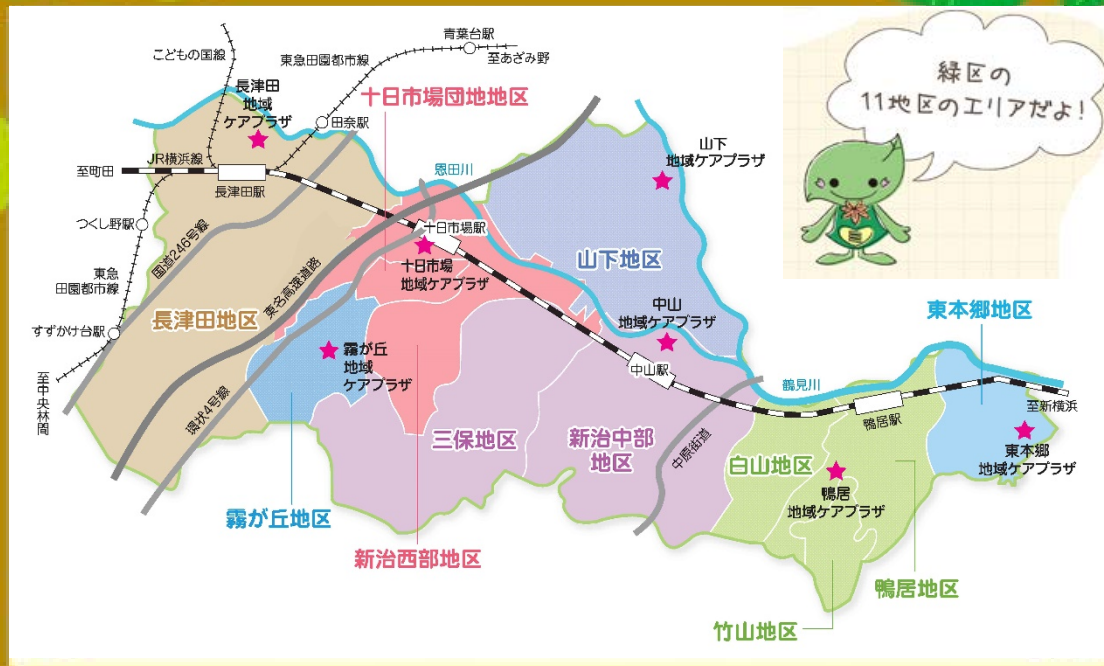 こどもの国線
青葉台駅
東急田園都市線
至あざみ野
緑区の
11地区のエリアだよ！
長津田
地域
ケアプラザ
十日市場団地地区
田奈駅
山下
地域ケアプラザ
JR横浜線
至町田
長津田駅
恩田川
つくし野駅
国道246号線
十日市場駅
山下地区
十日市場
地域ケアプラザ
東急
田園都市線
東名高速道路
長津田地区
中山
地域ケアプラザ
東本郷地区
すずかけ台駅
霧が丘
地域
ケアプラザ
中山駅
鶴見川
至中央林間
環状4号線
鴨居駅
至新横浜
三保地区
新治中部
地区
中原街道
白山地区
東本郷
地域ケアプラザ
鴨居
地域ケアプラザ
霧が丘地区
新治西部地区
鴨居地区
竹山地区